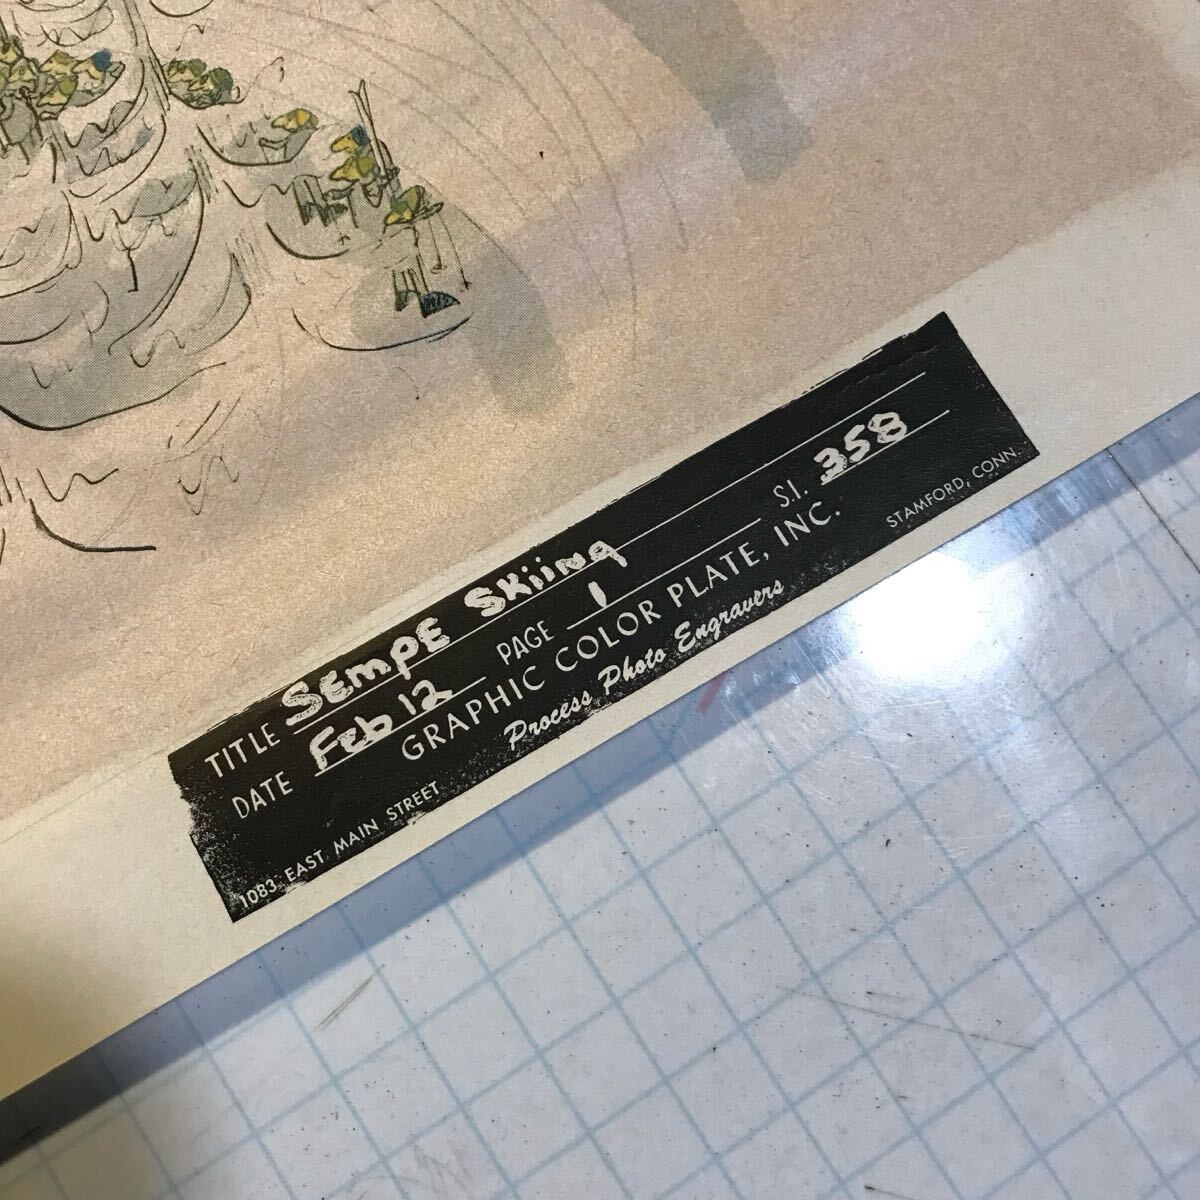 TITLE SEMPE SKiiNg
DATE Feb 12 PAGE 1 S.I. 358
GRAPHIC COLOR PLATE, INC.
Process Photo Engravers
1083 EAST MAIN STREET STAMFORD, CONN.